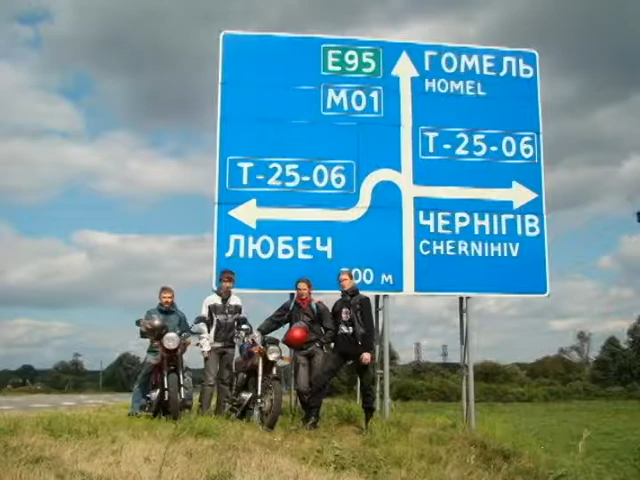 E95
M01
ГОМЕЛЬ
HOMEL
Т-25-06
Т-25-06
ЛЮБЕЧ
ЧЕРНІГІВ
CHERNIHIV
00 м